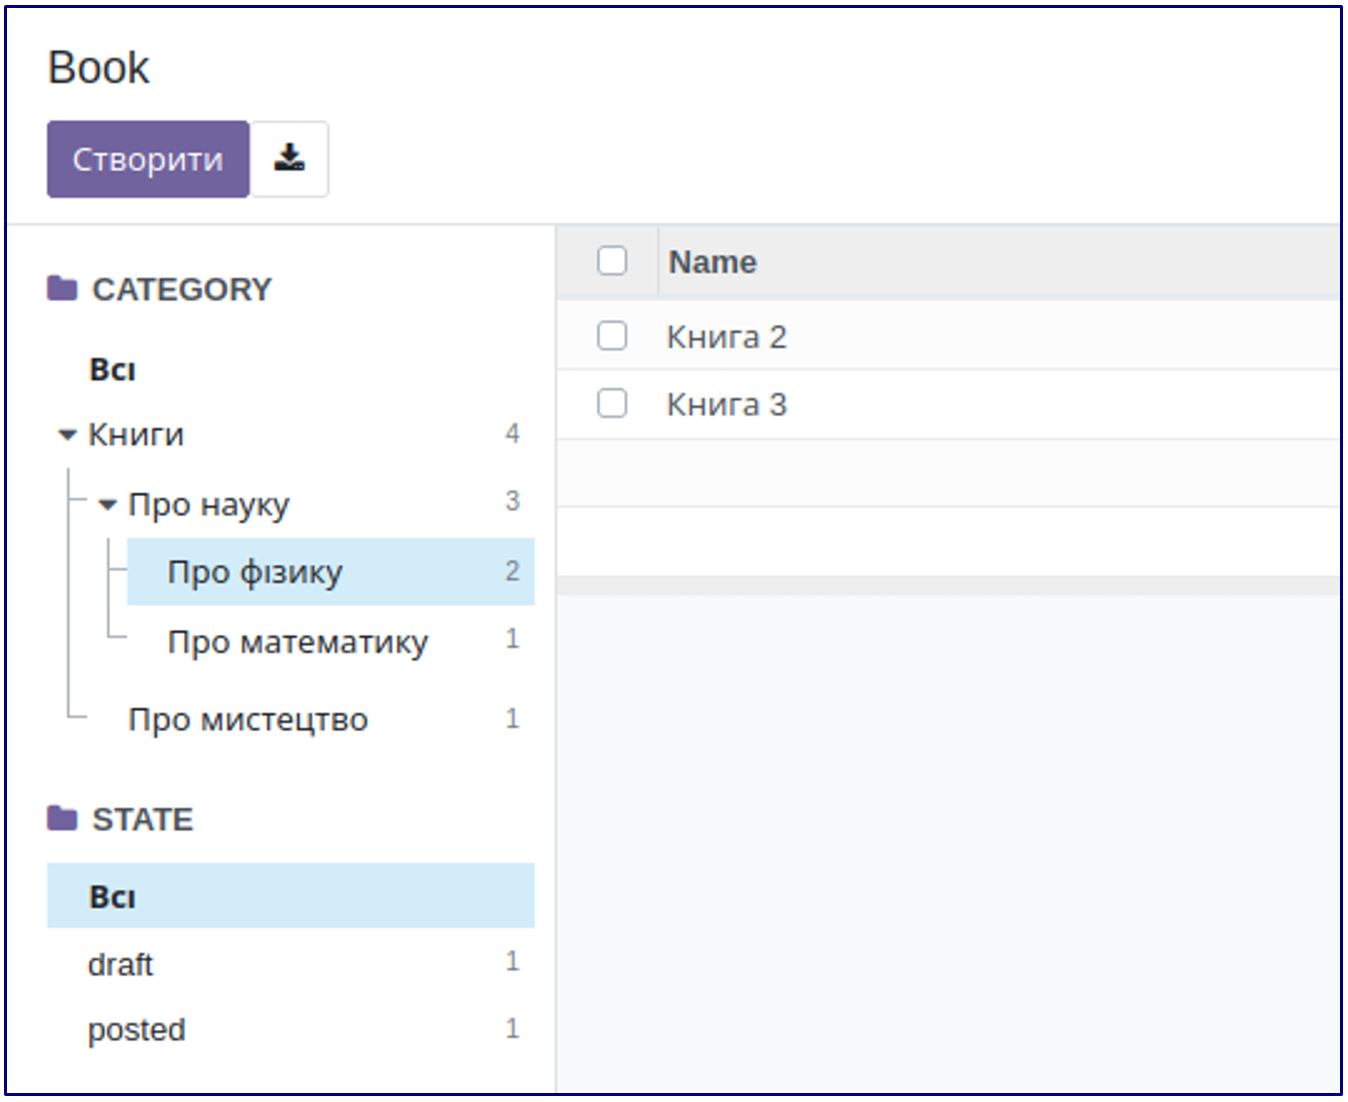 Book
Створити
CATEGORY
Всі
Книги 4
Про науку 3
Про фізику 2
Про математику 1
Про мистецтво 1
STATE
Всі
draft 1
posted 1
Name
Книга 2
Книга 3